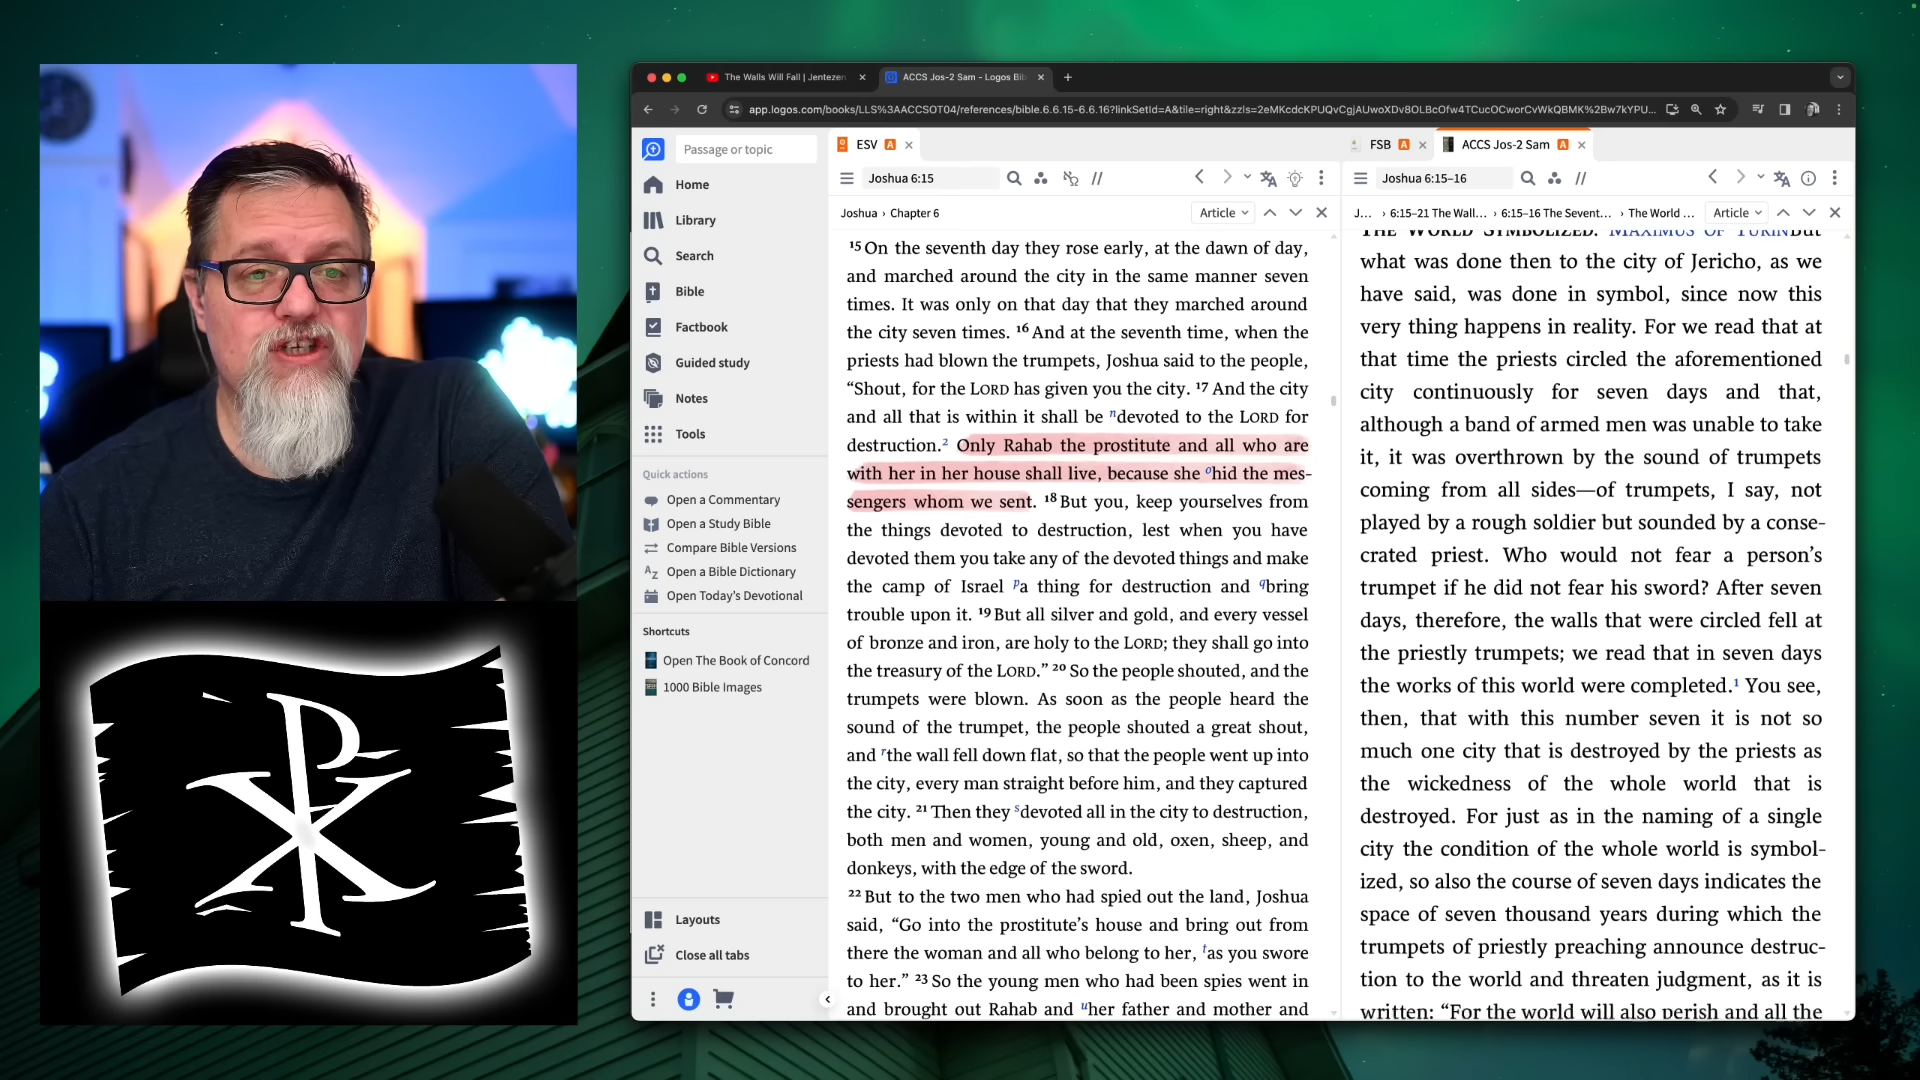 The Walls Will Fall | Jentezen
ACCS Jos-2 Sam - Logos Bib
app.logos.com/books/LLS%3AACCSOT04/references/bible.6.6.15-6.6.16?linkSetId=A&tile=right&zzls=2eMKcdcKPUQvCgjAUwoXDv8OLBcOfw4TCucOCworCvWkQBMK%2Bw7kYPU...
Passage or topic
Home
Library
Search
Bible
Factbook
Guided study
Notes
Tools
Quick actions
Open a Commentary
Open a Study Bible
Compare Bible Versions
Open a Bible Dictionary
Open Today's Devotional
Shortcuts
Open The Book of Concord
1000 Bible Images
Layouts
Close all tabs
ESV A
Joshua 6:15
Joshua › Chapter 6
Article
15 On the seventh day they rose early, at the dawn of day,
and marched around the city in the same manner seven
times. It was only on that day that they marched around
the city seven times. 16 And at the seventh time, when the
priests had blown the trumpets, Joshua said to the people,
“Shout, for the LORD has given you the city. 17 And the city
and all that is within it shall be n devoted to the LORD for
destruction.2 Only Rahab the prostitute and all who are
with her in her house shall live, because she o hid the mes-
sengers whom we sent. 18 But you, keep yourselves from
the things devoted to destruction, lest when you have
devoted them you take any of the devoted things and make
the camp of Israel p a thing for destruction and q bring
trouble upon it. 19 But all silver and gold, and every vessel
of bronze and iron, are holy to the LORD; they shall go into
the treasury of the LORD.” 20 So the people shouted, and the
trumpets were blown. As soon as the people heard the
sound of the trumpet, the people shouted a great shout,
and r the wall fell down flat, so that the people went up into
the city, every man straight before him, and they captured
the city. 21 Then they s devoted all in the city to destruction,
both men and women, young and old, oxen, sheep, and
donkeys, with the edge of the sword.
22 But to the two men who had spied out the land, Joshua
said, “Go into the prostitute’s house and bring out from
there the woman and all who belong to her, t as you swore
to her.” 23 So the young men who had been spies went in
and brought out Rahab and u her father and mother and
FSB A
ACCS Jos-2 Sam A
Joshua 6:15–16
J... › 6:15–21 The Wall... › 6:15–16 The Sevent... › The World ...
Article
THE WORLD SYMBOLIZED. MAXIMUS OF TURIN But
what was done then to the city of Jericho, as we
have said, was done in symbol, since now this
very thing happens in reality. For we read that at
that time the priests circled the aforementioned
city continuously for seven days and that,
although a band of armed men was unable to take
it, it was overthrown by the sound of trumpets
coming from all sides—of trumpets, I say, not
played by a rough soldier but sounded by a conse-
crated priest. Who would not fear a person’s
trumpet if he did not fear his sword? After seven
days, therefore, the walls that were circled fell at
the priestly trumpets; we read that in seven days
the works of this world were completed.1 You see,
then, that with this number seven it is not so
much one city that is destroyed by the priests as
the wickedness of the whole world that is
destroyed. For just as in the naming of a single
city the condition of the whole world is symbol-
ized, so also the course of seven days indicates the
space of seven thousand years during which the
trumpets of priestly preaching announce destruc-
tion to the world and threaten judgment, as it is
written: “For the world will also perish and all the